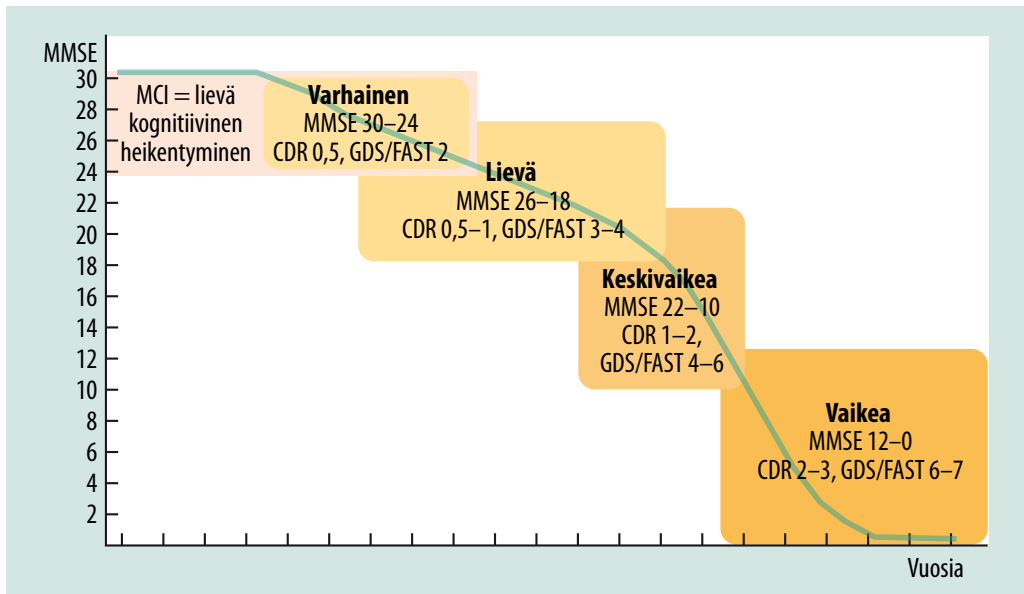 MMSE
30
28
26
24
22
20
18
16
14
12
10
8
6
4
2
MCI = lievä
kognitiivinen
heikentyminen
Varhainen
MMSE 30–24
CDR 0,5, GDS/FAST 2
Lievä
MMSE 26–18
CDR 0,5–1, GDS/FAST 3–4
Keskivaikea
MMSE 22–10
CDR 1–2,
GDS/FAST 4–6
Vaikea
MMSE 12–0
CDR 2–3, GDS/FAST 6–7
Vuosia